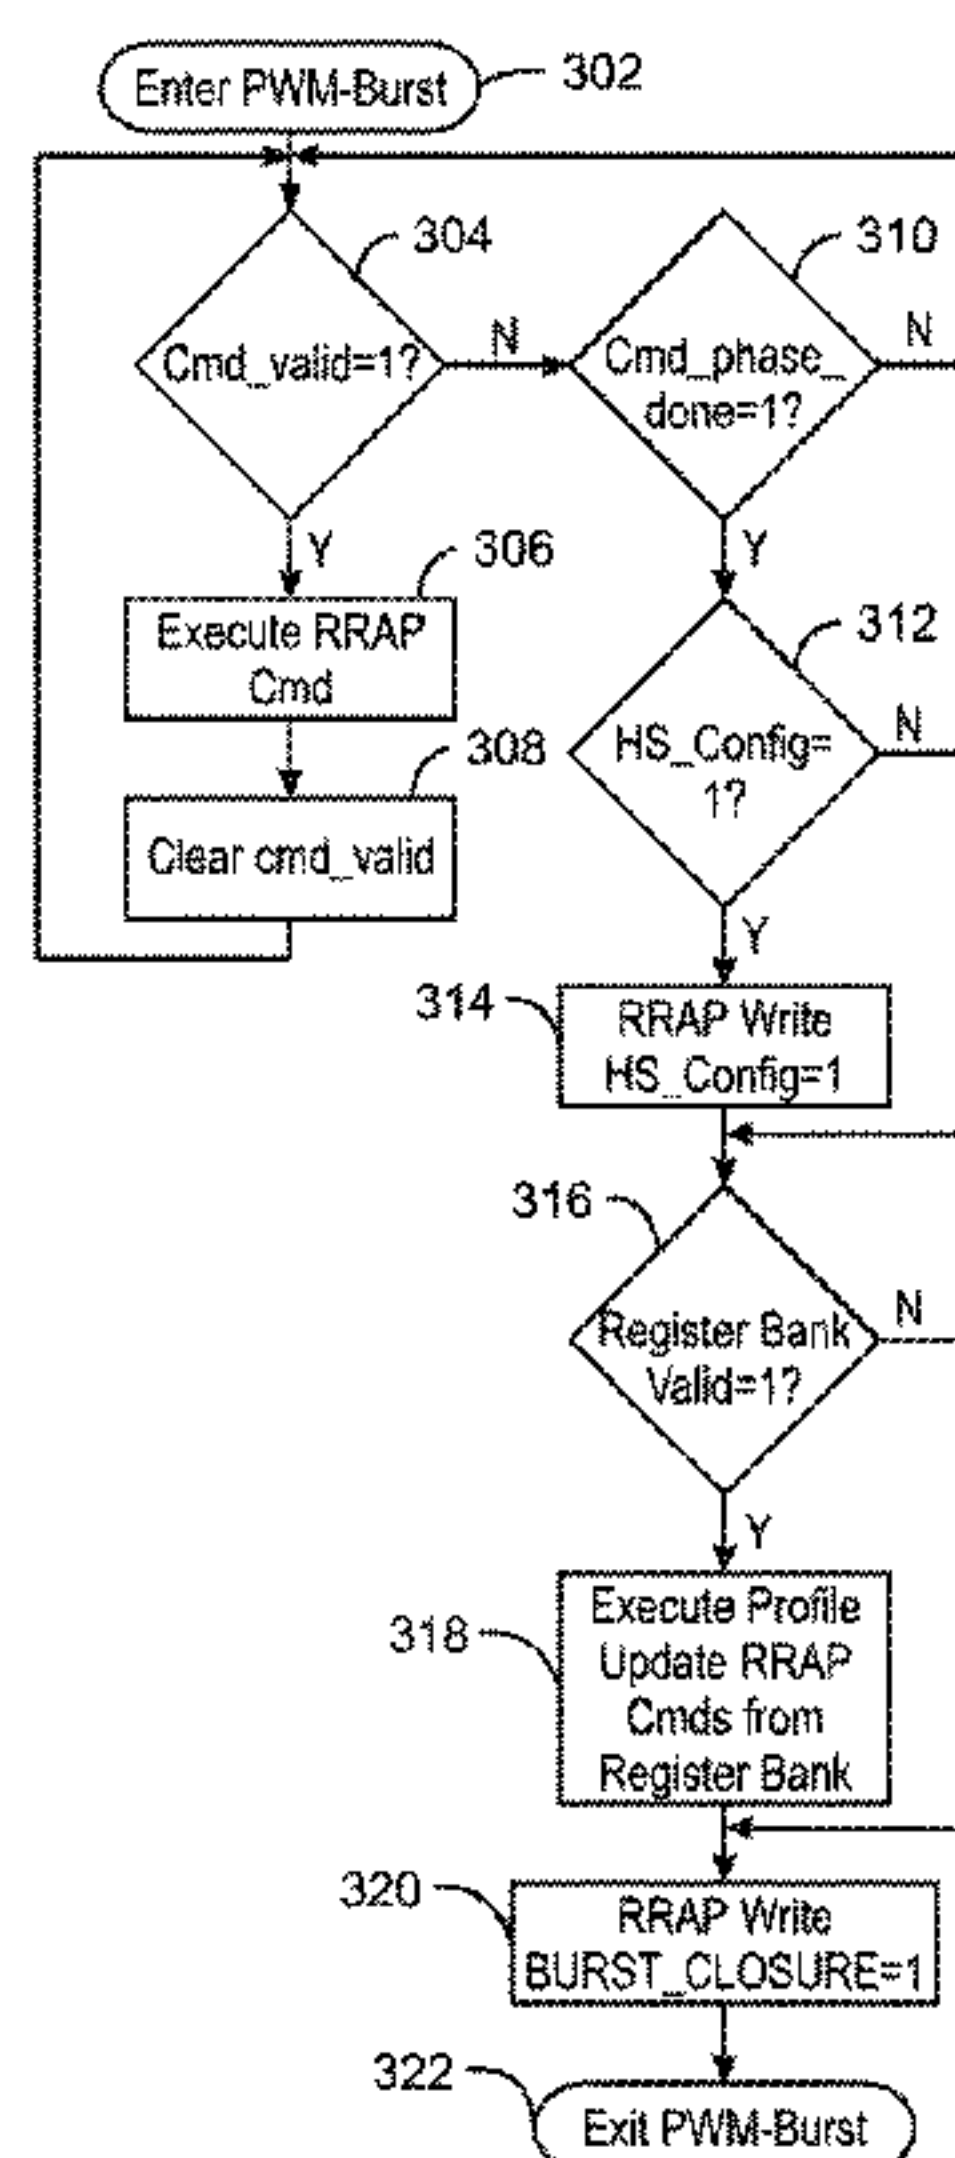 Enter PWM-Burst
302
304
Cmd_valid=1?
N
Y
306
Execute RRAP
Cmd
308
Clear cmd_valid
310
Cmd_phase_
done=1?
N
Y
312
HS_Config=
1?
N
Y
314
RRAP Write
HS_Config=1
316
Register Bank
Valid=1?
N
Y
318
Execute Profile
Update RRAP
Cmds from
Register Bank
320
RRAP Write
BURST_CLOSURE=1
322
Exit PWM-Burst